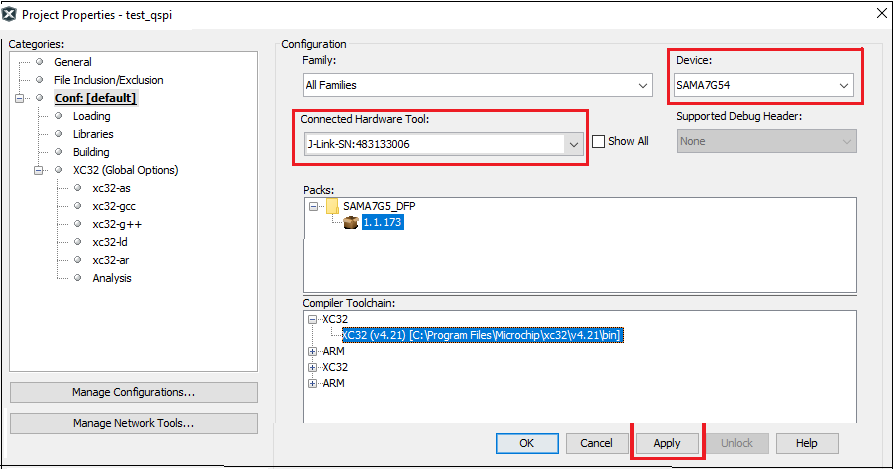 Project Properties - test_qspi
Categories:
General
File Inclusion/Exclusion
Conf: [default]
Loading
Libraries
Building
XC32 (Global Options)
xc32-as
xc32-gcc
xc32-g++
xc32-ld
xc32-ar
Analysis
Manage Configurations...
Manage Network Tools...
Configuration
Family:
Device:
All Families
SAMA7G54
Connected Hardware Tool:
Supported Debug Header:
J-Link-SN:483133006
Show All
None
Packs:
SAMA7G5_DFP
1.1.173
Compiler Toolchain:
XC32
XC32 (v4.21) [C:\Program Files\Microchip\xc32\v4.21\bin]
ARM
XC32
ARM
OK
Cancel
Apply
Unlock
Help